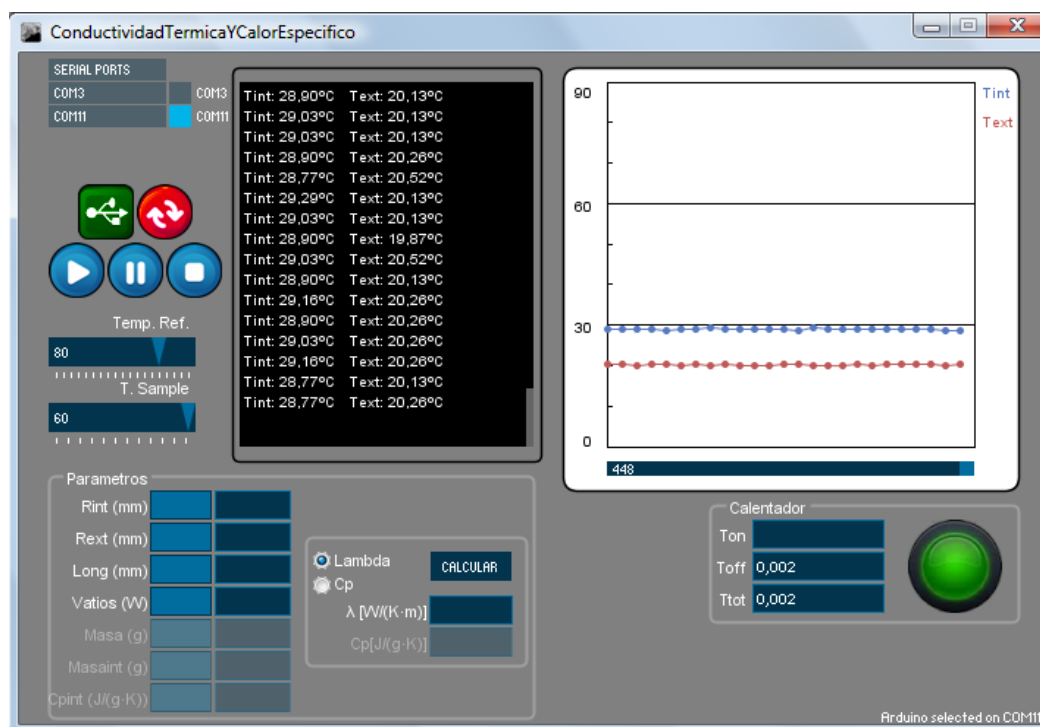 ConductividadTermicaYCalorEspecifico
SERIAL PORTS
COM3 COM3
COM11 COM11
Tint: 28,90ºC Text: 20,13ºC
Tint: 29,03ºC Text: 20,13ºC
Tint: 29,03ºC Text: 20,13ºC
Tint: 28,90ºC Text: 20,26ºC
Tint: 28,77ºC Text: 20,52ºC
Tint: 29,29ºC Text: 20,13ºC
Tint: 29,03ºC Text: 20,13ºC
Tint: 28,90ºC Text: 19,87ºC
Tint: 29,03ºC Text: 20,52ºC
Tint: 28,90ºC Text: 20,13ºC
Tint: 29,16ºC Text: 20,26ºC
Tint: 28,90ºC Text: 20,26ºC
Tint: 29,03ºC Text: 20,26ºC
Tint: 29,16ºC Text: 20,26ºC
Tint: 28,77ºC Text: 20,13ºC
Tint: 28,77ºC Text: 20,26ºC
Temp. Ref.
80
T. Sample
60
90
60
30
0
Tint
Text
448
Parametros
Rint (mm)
Rext (mm)
Long (mm)
Vatios (W)
Masa (g)
Masaint (g)
Cpint (J/(g·K))
Lambda
Cp
CALCULAR
λ [W/(K·m)]
Cp[J/(g·K)]
Calentador
Ton
Toff 0,002
Ttot 0,002
Arduino selected on COM11